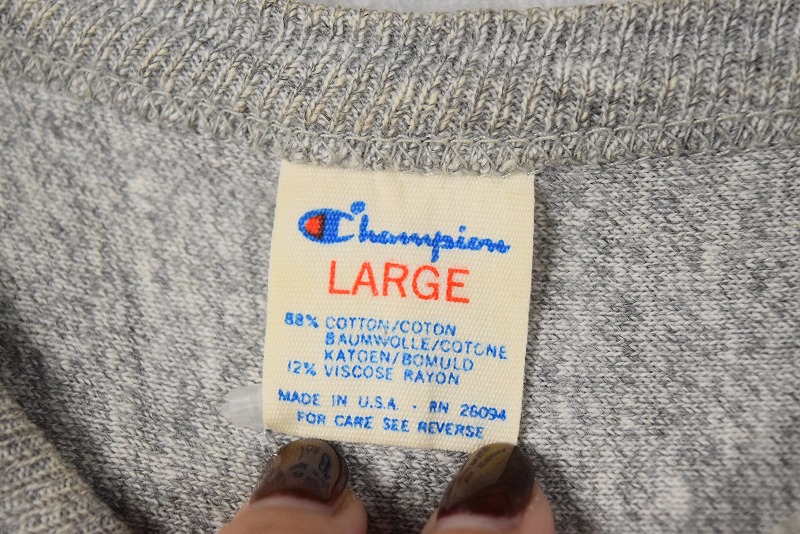 Champion
LARGE
88% COTTON/COTON
BAUMWOLLE/COTONE
KATOEN/BOMULD
12% VISCOSE RAYON
MADE IN U.S.A. - RN 26094
FOR CARE SEE REVERSE